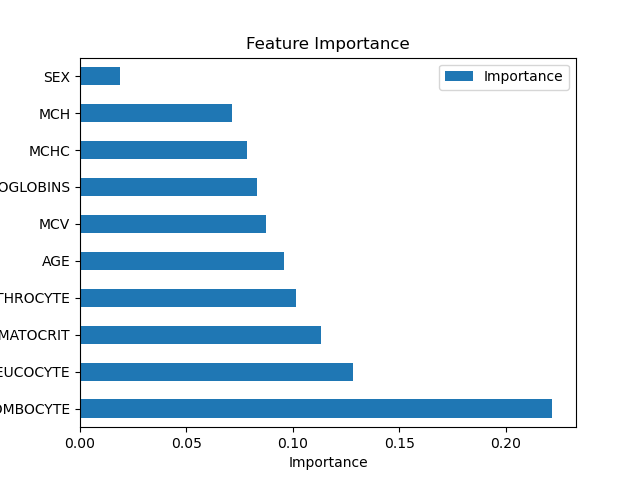 Feature Importance
Importance
SEX
MCH
MCHC
OGLOBINS
MCV
AGE
THROCYTE
MATOCRIT
EUCOCYTE
OMBOCYTE
0.00 0.05 0.10 0.15 0.20
Importance